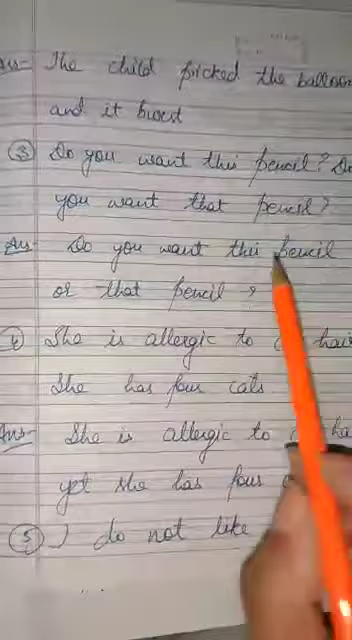 Ans- The child pricked the balloon
and it burst
③ Do you want this pencil? Do
you want that pencil?
Ans- Do you want this pencil
or that pencil
④ She is allergic to hair
She has four cats
Ans- She is allergic to
yet she has four
⑤ I do not like